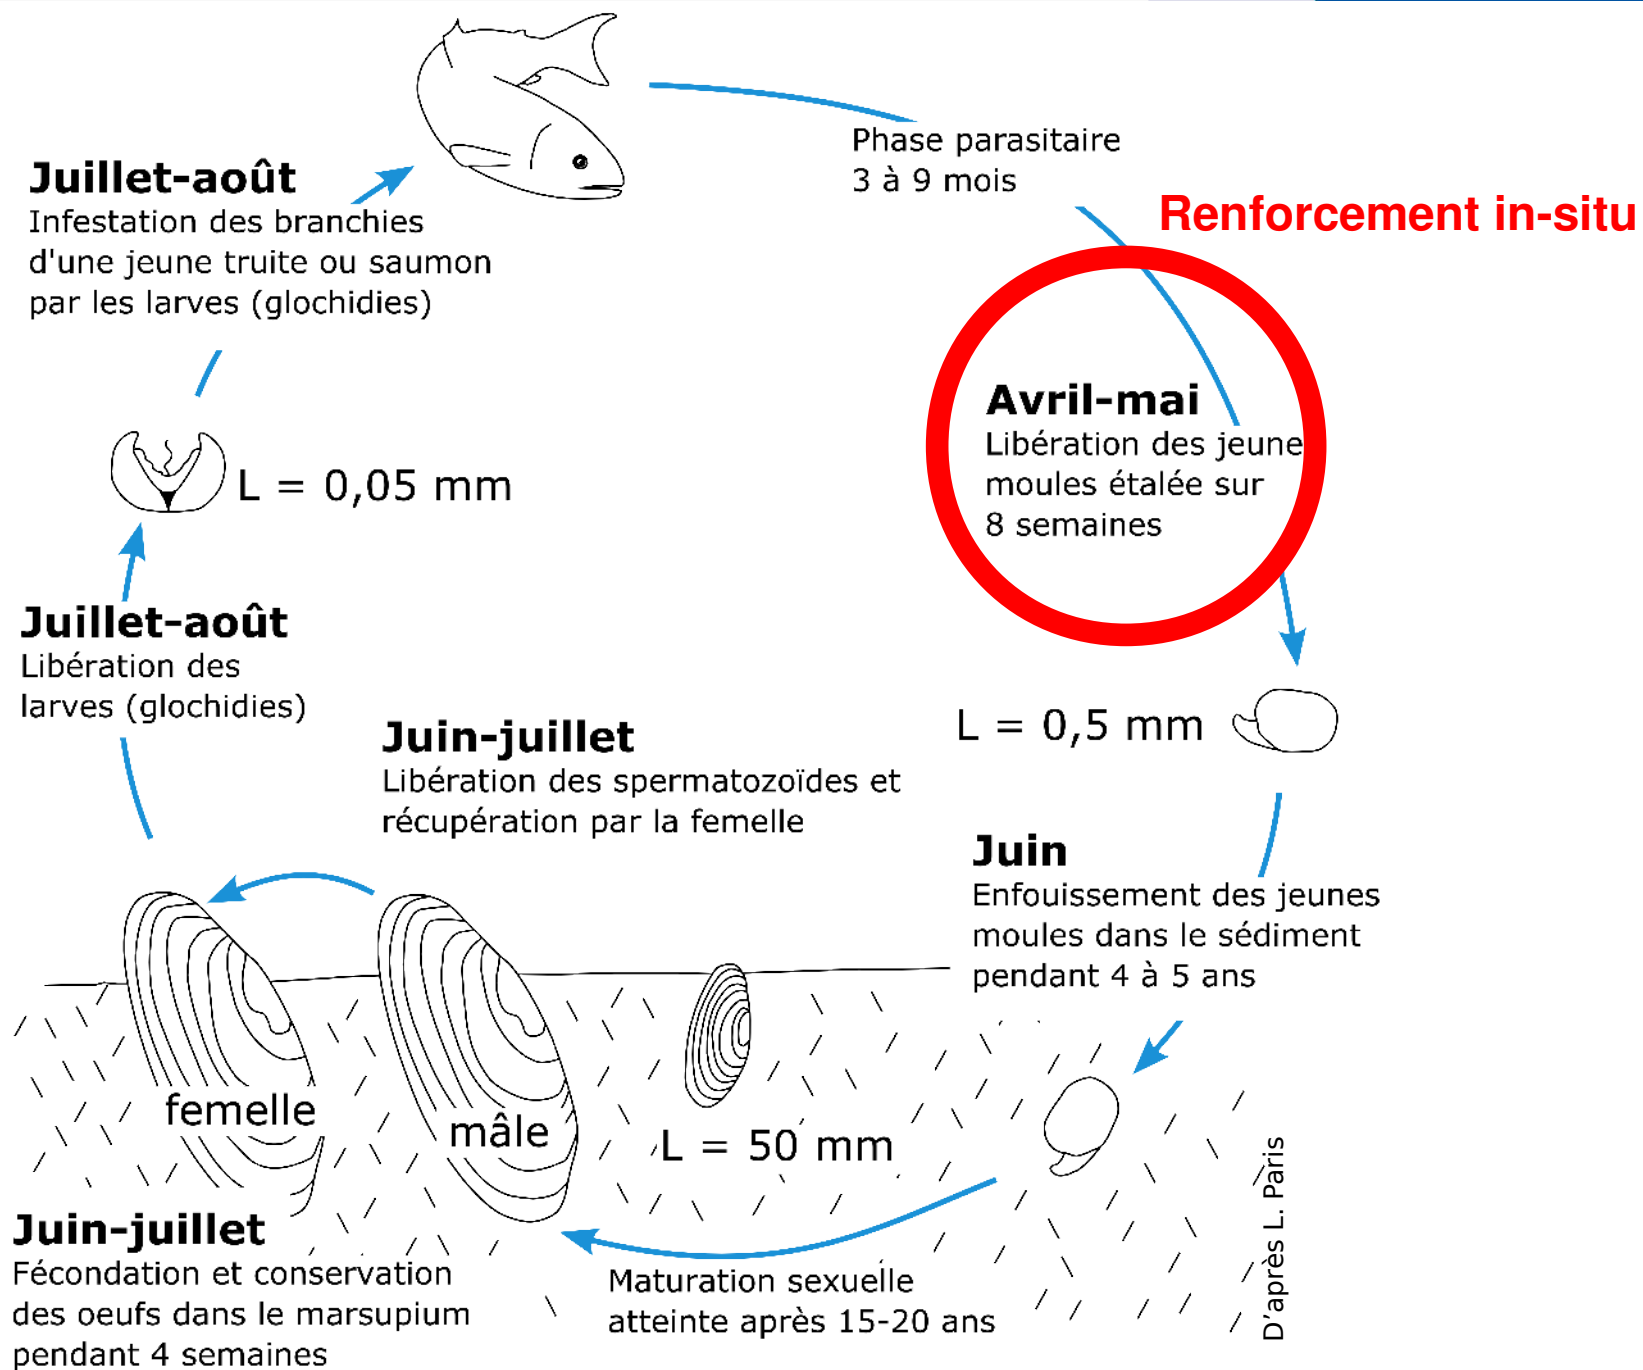 Phase parasitaire
3 à 9 mois
Renforcement in-situ
Juillet-août
Infestation des branchies
d'une jeune truite ou saumon
par les larves (glochidies)
Avril-mai
Libération des jeune
moules étalée sur
8 semaines
L = 0,05 mm
Juillet-août
Libération des
larves (glochidies)
Juin-juillet
Libération des spermatozoïdes et
récupération par la femelle
L = 0,5 mm
Juin
Enfouissement des jeunes
moules dans le sédiment
pendant 4 à 5 ans
femelle
mâle
L = 50 mm
Juin-juillet
Fécondation et conservation
des oeufs dans le marsupium
pendant 4 semaines
Maturation sexuelle
atteinte après 15-20 ans
D'après L. Paris